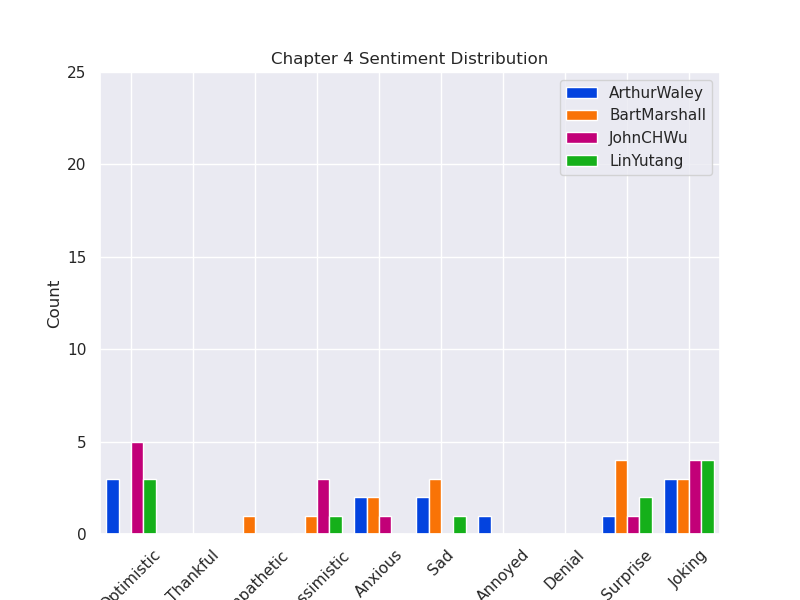 Chapter 4 Sentiment Distribution
25
20
15
10
5
0
Count
ArthurWaley
BartMarshall
JohnCHWu
LinYutang
Thankful
Anxious
Sad
Annoyed
Denial
Surprise
Joking